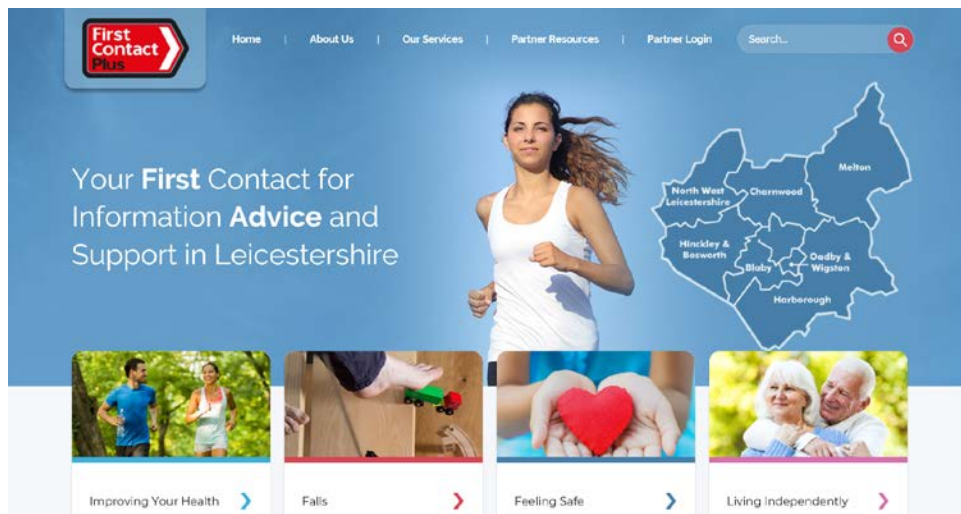 First
Contact
Plus
Home | About Us | Our Services | Partner Resources | Partner Login
Search...
Your First Contact for
Information Advice and
Support in Leicestershire
Melton
North West
Leicestershire
Charnwood
Hinckley &
Bosworth
Blaby
Oadby &
Wigston
Harborough
Improving Your Health
Falls
Feeling Safe
Living Independently